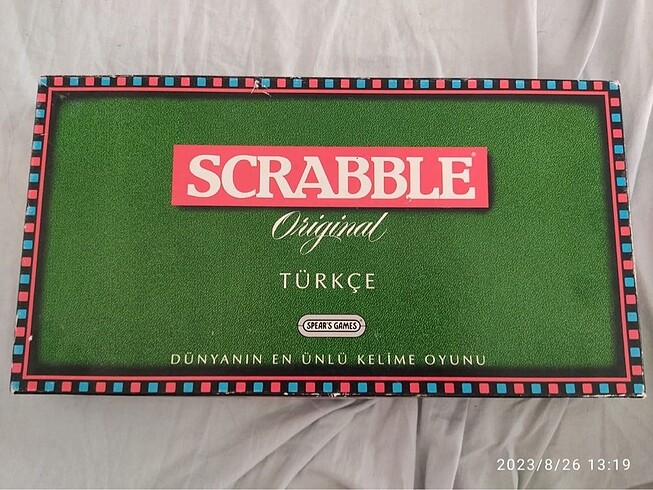 SCRABBLE®
Original
TÜRKÇE
SPEAR'S GAMES
DÜNYANIN EN ÜNLÜ KELİME OYUNU
2023/8/26 13:19